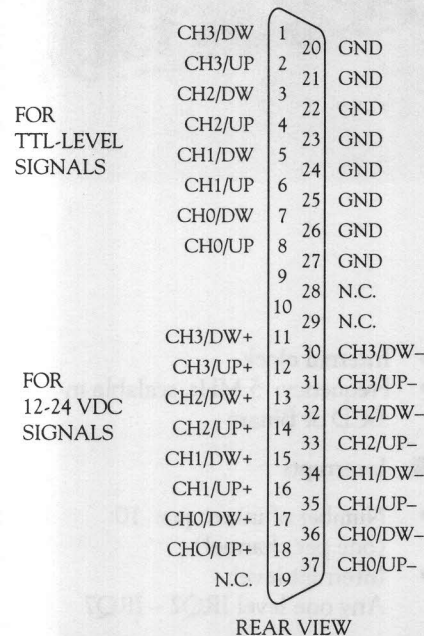 CH3/DW 1
20 GND
CH3/UP 2
21 GND
CH2/DW 3
22 GND
FOR
CH2/UP 4
23 GND
TTL-LEVEL
CH1/DW 5
24 GND
SIGNALS
CH1/UP 6
25 GND
CH0/DW 7
26 GND
CH0/UP 8
27 GND
9
28 N.C.
10
29 N.C.
CH3/DW+ 11
30 CH3/DW–
CH3/UP+ 12
31 CH3/UP–
FOR
CH2/DW+ 13
12-24 VDC
32 CH2/DW–
CH2/UP+ 14
SIGNALS
33 CH2/UP–
CH1/DW+ 15
34 CH1/DW–
CH1/UP+ 16
35 CH1/UP–
CH0/DW+ 17
36 CH0/DW–
CHO/UP+ 18
37 CH0/UP–
N.C. 19
REAR VIEW